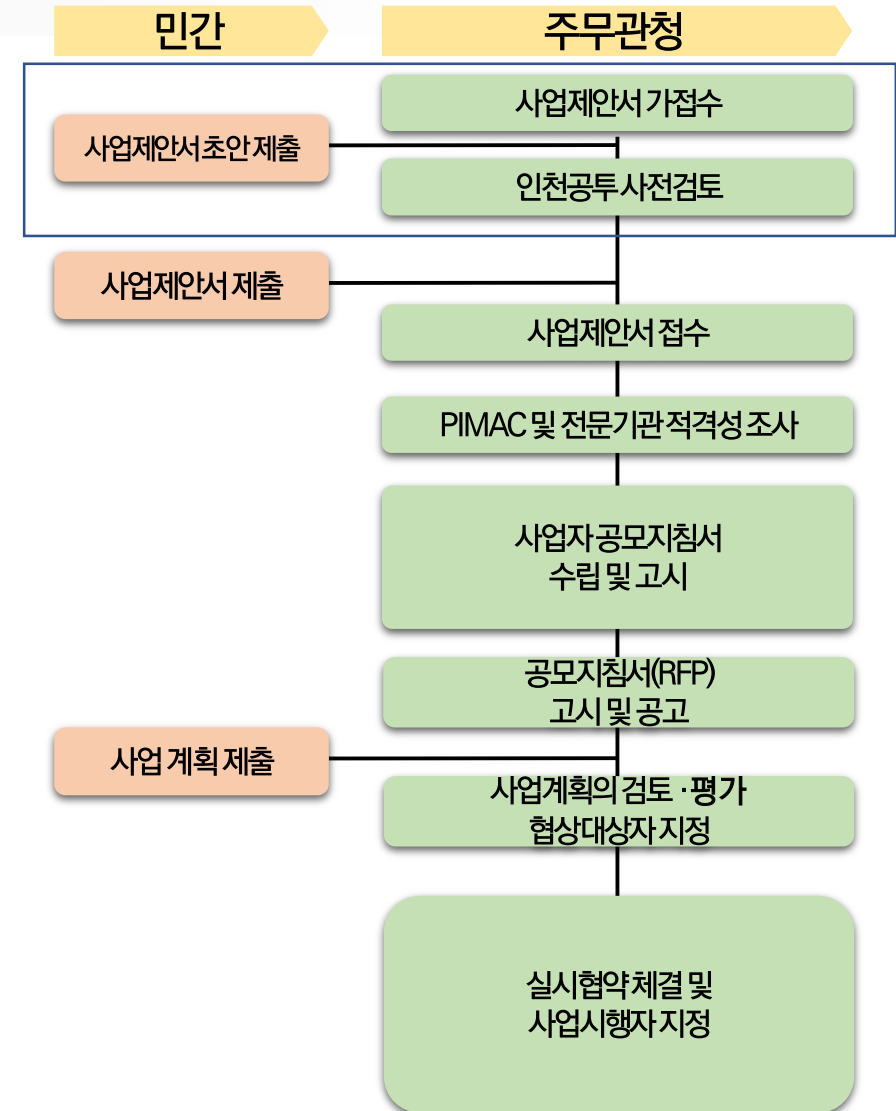 민간
주무관청
사업제안서 가접수
사업제안서 초안 제출
인천공투 사전검토
사업제안서 제출
사업제안서 접수
PIMAC 및 전문기관 적격성 조사
사업자 공모지침서
수립 및 고시
공모지침서(RFP)
고시 및 공고
사업 계획 제출
사업계획의 검토 · 평가
협상대상자 지정
실시협약 체결 및
사업시행자 지정